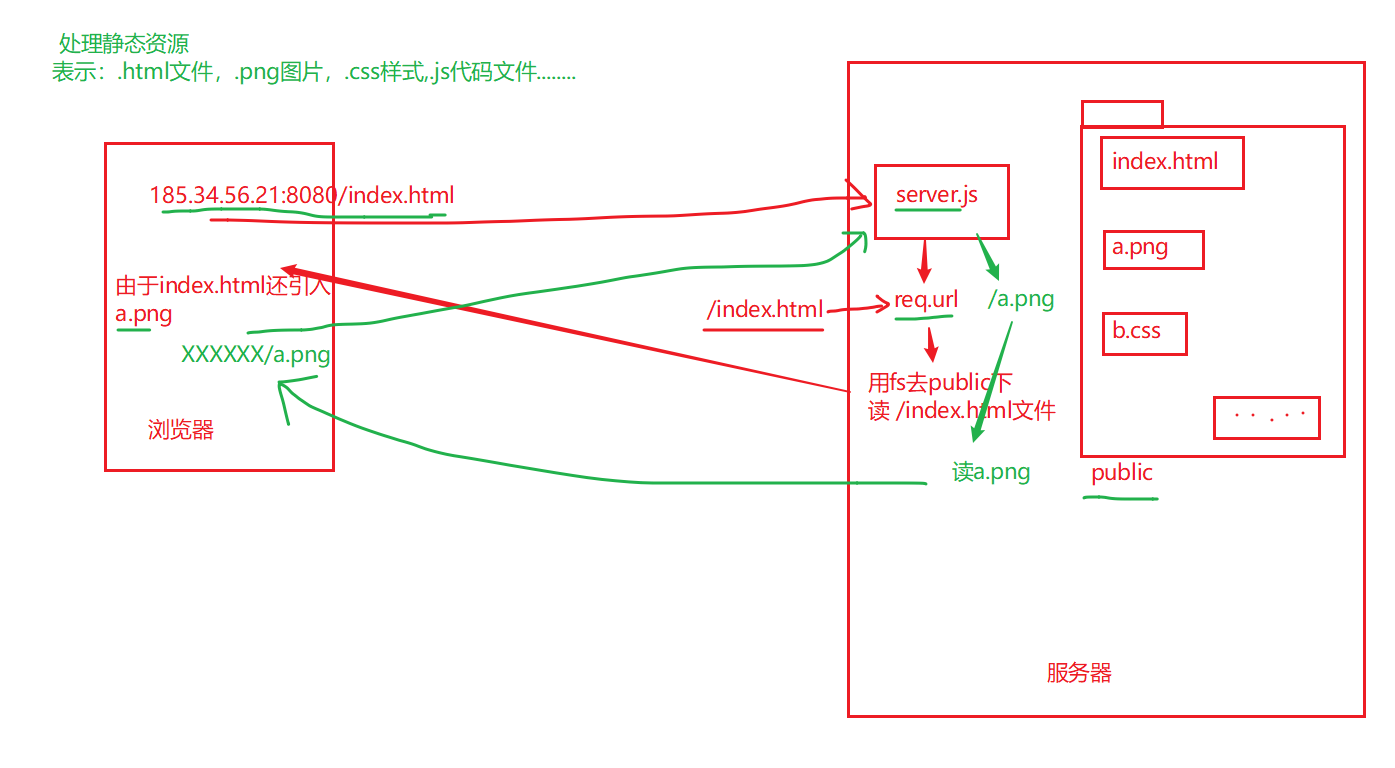 处理静态资源
表示：.html文件，.png图片，.css样式,.js代码文件........
185.34.56.21:8080/index.html
由于index.html还引入
a.png
XXXXXX/a.png
浏览器
server.js
/index.html
req.url
/a.png
用fs去public下
读 /index.html文件
读a.png
index.html
a.png
b.css
. . . . .
public
服务器